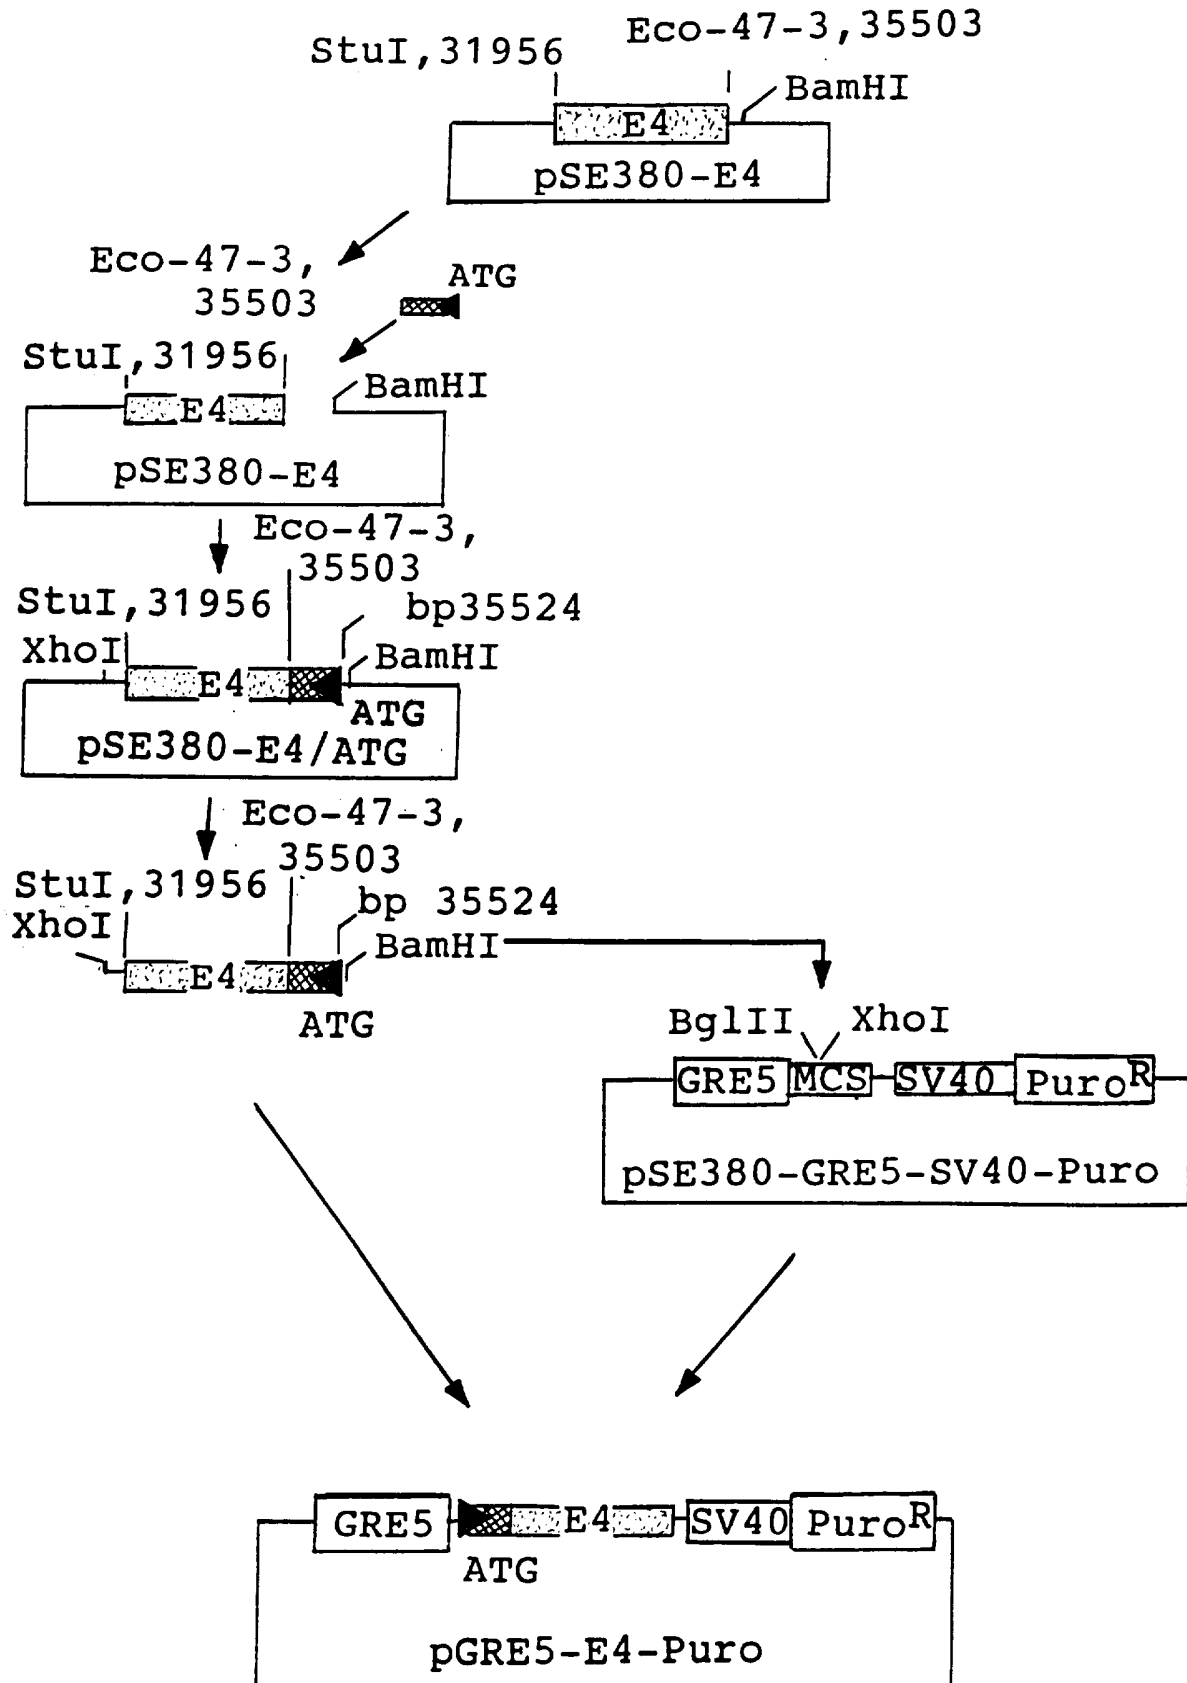 StuI,31956 Eco-47-3,35503
BamHI
E4
pSE380-E4
Eco-47-3,
35503
ATG
StuI,31956
BamHI
E4
pSE380-E4
Eco-47-3,
35503
StuI,31956
bp35524
XhoI
BamHI
E4
ATG
pSE380-E4/ATG
Eco-47-3,
35503
StuI,31956
bp 35524
XhoI
BamHI
E4
ATG
BglII XhoI
GRE5 MCS SV40 PuroR
pSE380-GRE5-SV40-Puro
GRE5 E4 SV40 PuroR
ATG
pGRE5-E4-Puro